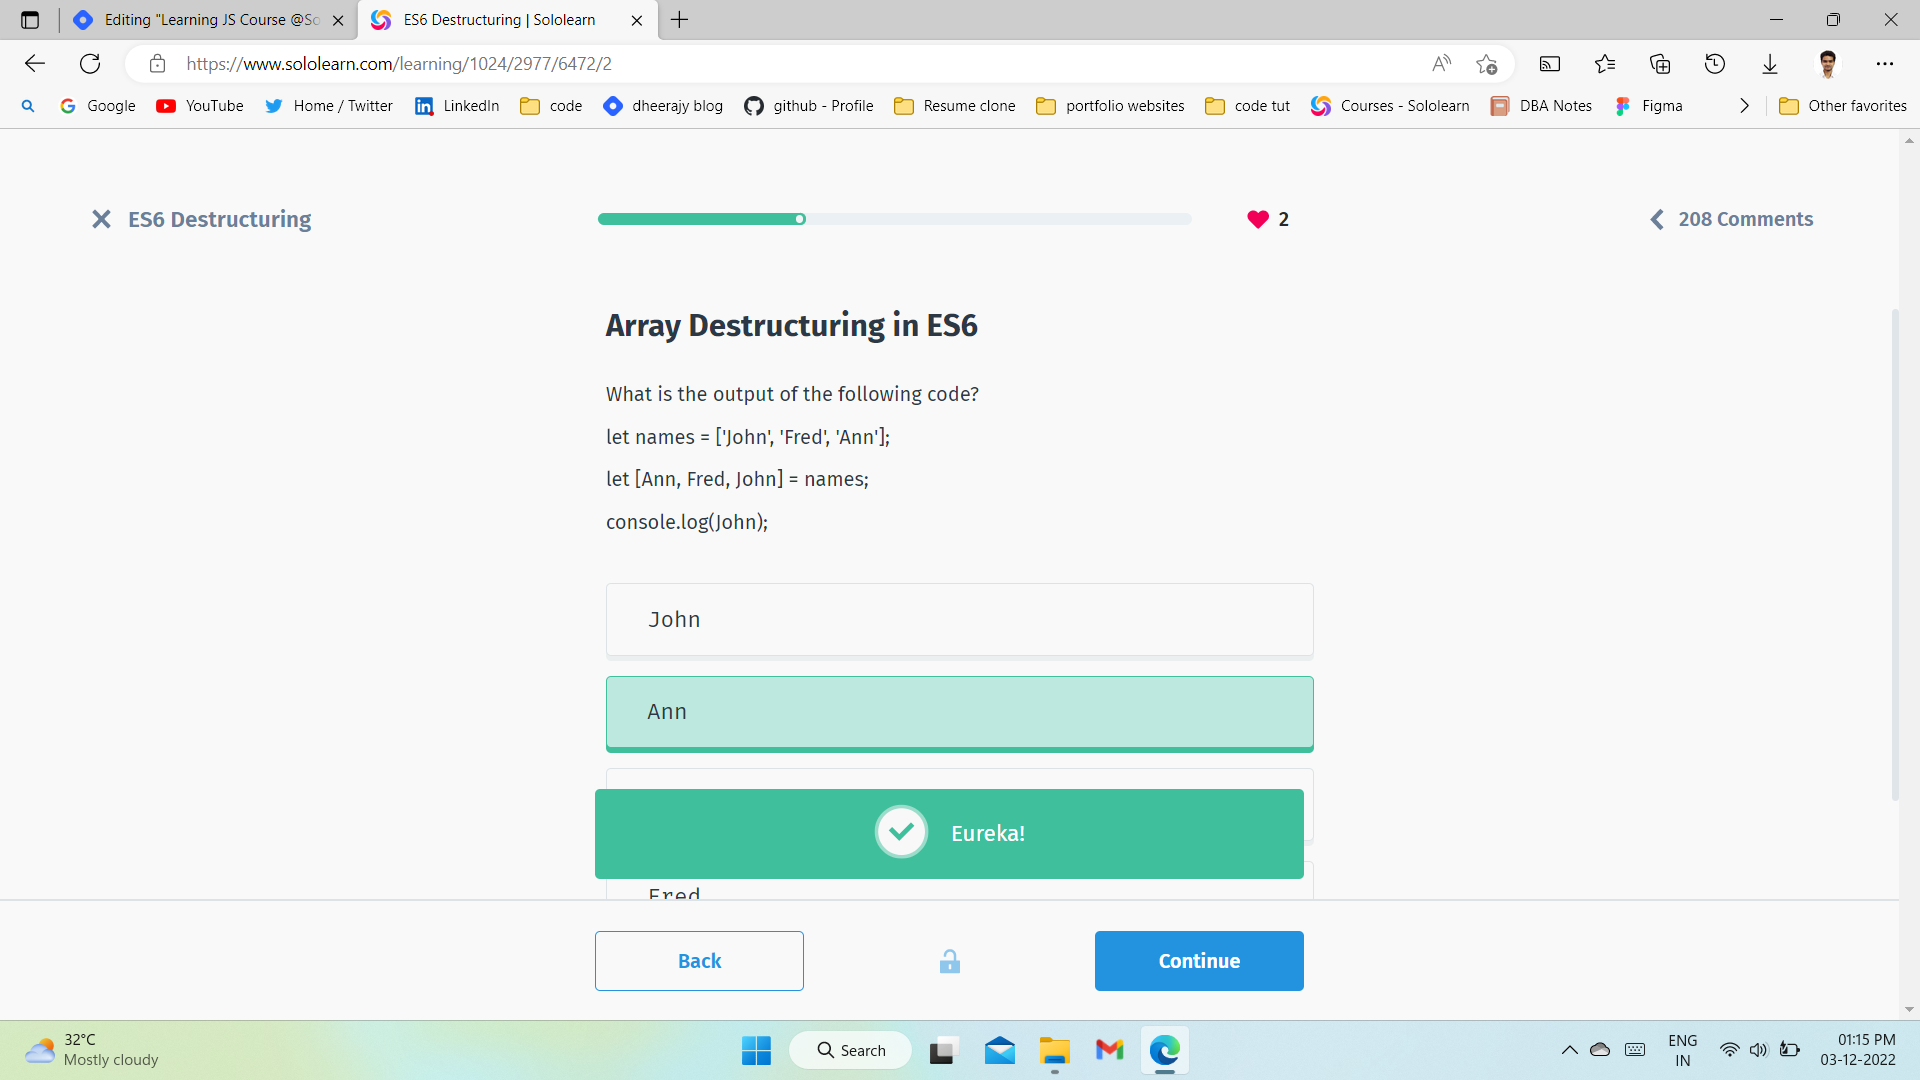 Editing "Learning JS Course @So
ES6 Destructuring | Sololearn
https://www.sololearn.com/learning/1024/2977/6472/2
Google
YouTube
Home / Twitter
LinkedIn
code
dheerajy blog
github - Profile
Resume clone
portfolio websites
code tut
Courses - Sololearn
DBA Notes
Figma
Other favorites
ES6 Destructuring
2
208 Comments
Array Destructuring in ES6
What is the output of the following code?
let names = ['John', 'Fred', 'Ann'];
let [Ann, Fred, John] = names;
console.log(John);
John
Ann
Eureka!
Fred
Back
Continue
32°C
Mostly cloudy
Search
ENG
IN
01:15 PM
03-12-2022